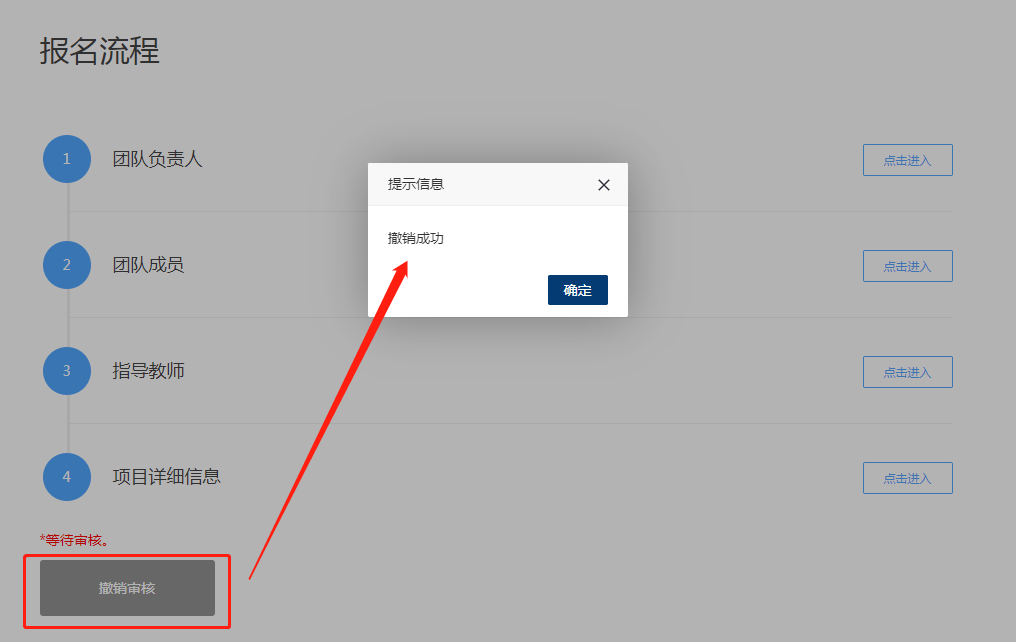 报名流程
1
团队负责人
点击进入
提示信息
撤销成功
确定
2
团队成员
点击进入
3
指导教师
点击进入
4
项目详细信息
点击进入
*等待审核。
撤销审核